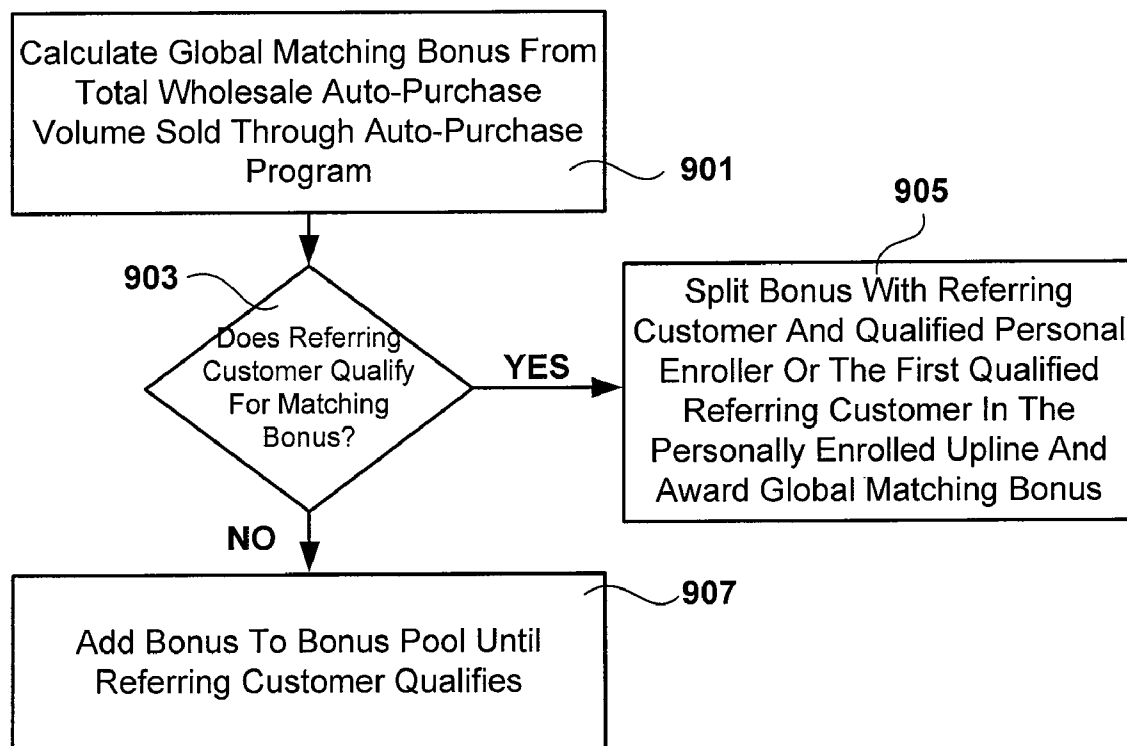 Calculate Global Matching Bonus From
Total Wholesale Auto-Purchase
Volume Sold Through Auto-Purchase
Program
901
903
Does Referring
Customer Qualify
For Matching
Bonus?
YES
905
Split Bonus With Referring
Customer And Qualified Personal
Enroller Or The First Qualified
Referring Customer In The
Personally Enrolled Upline And
Award Global Matching Bonus
NO
907
Add Bonus To Bonus Pool Until
Referring Customer Qualifies